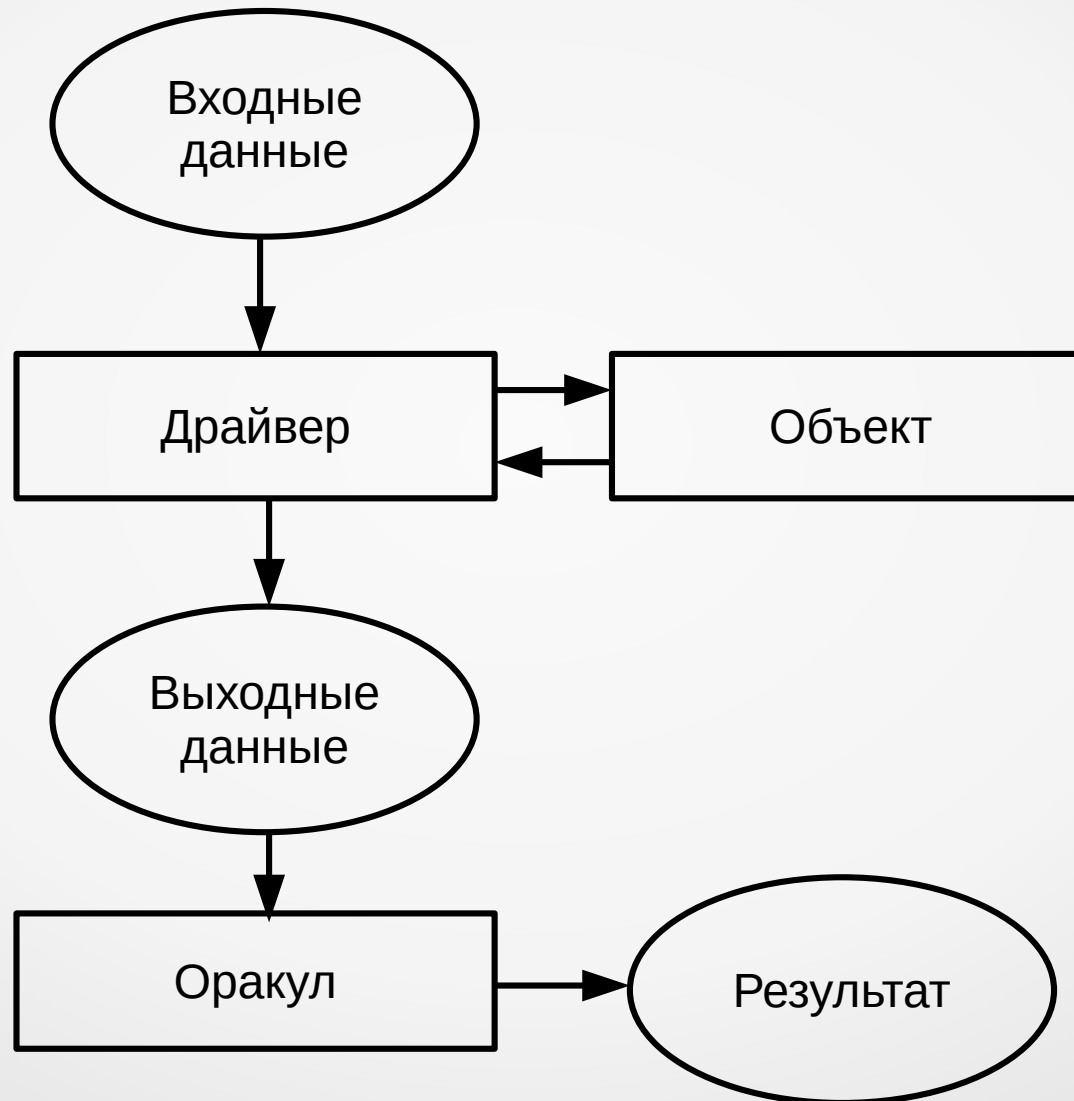 Входные
данные
Драйвер
Объект
Выходные
данные
Оракул
Результат